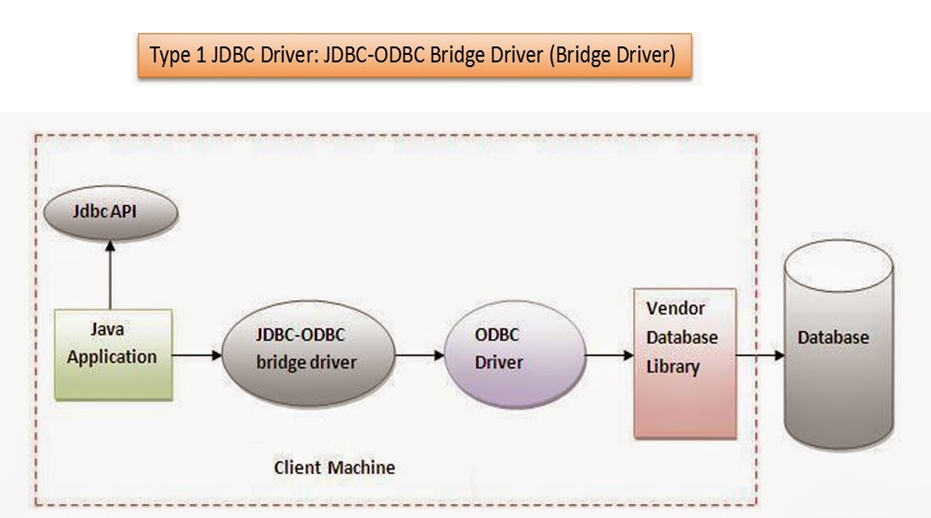 Type 1 JDBC Driver: JDBC-ODBC Bridge Driver (Bridge Driver)
Jdbc API
Java
Application
JDBC-ODBC
bridge driver
ODBC
Driver
Vendor
Database
Library
Database
Client Machine